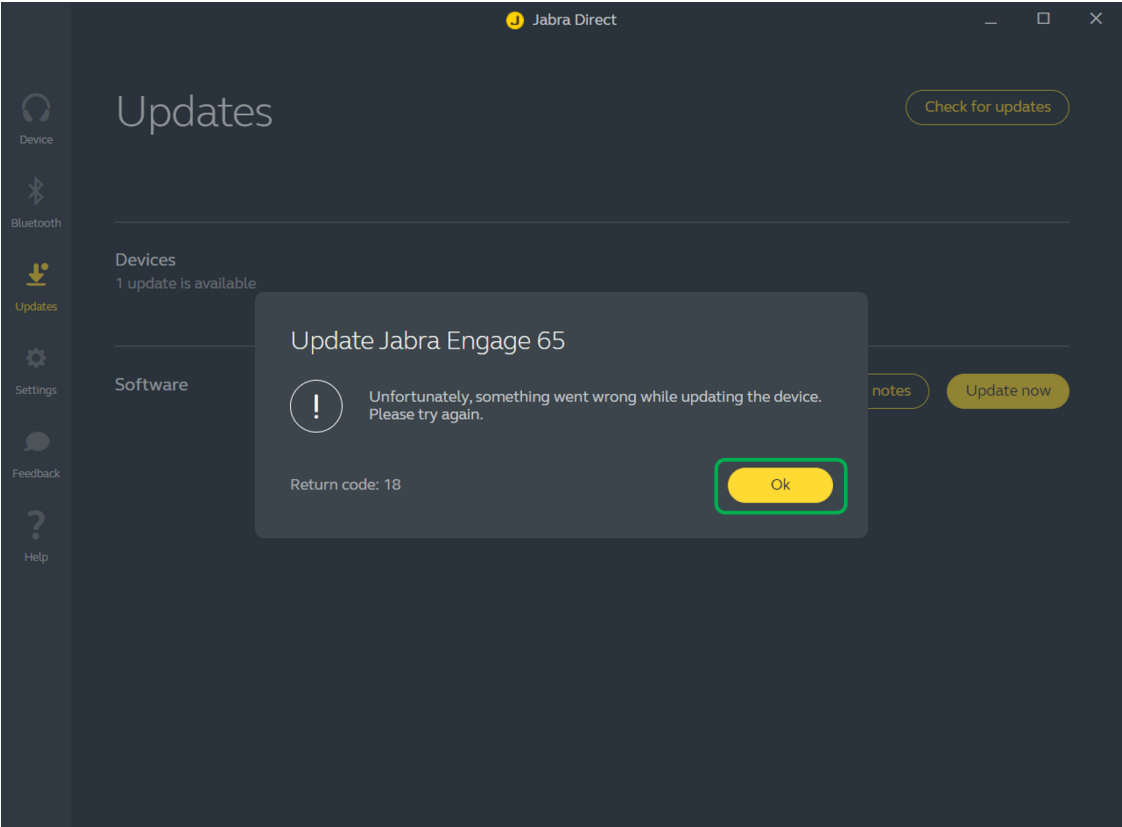 Jabra Direct
Device
Bluetooth
Updates
Settings
Feedback
Help
Updates
Check for updates
Devices
1 update is available
Software
notes
Update now
Update Jabra Engage 65
!
Unfortunately, something went wrong while updating the device.
Please try again.
Return code: 18
Ok